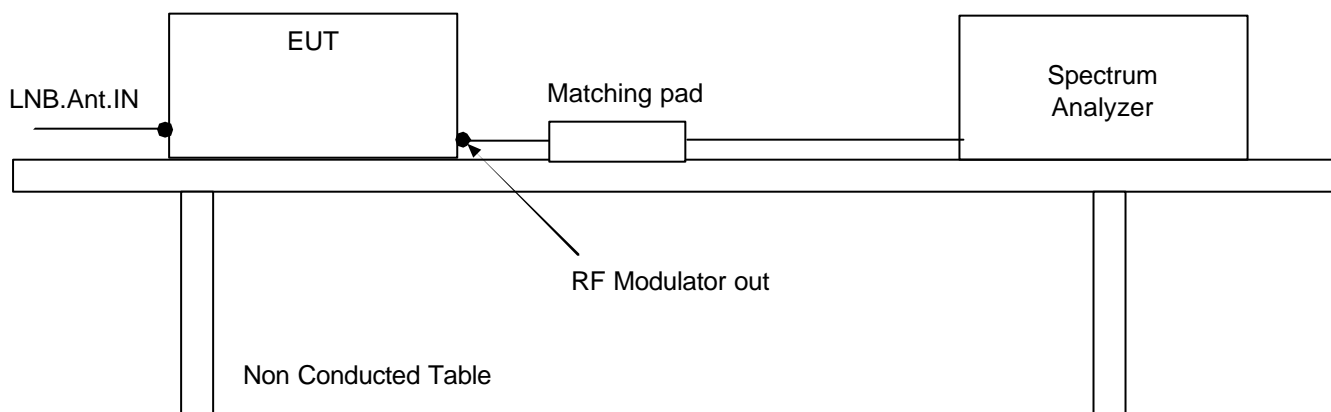 EUT
Spectrum
Analyzer
LNB.Ant.IN
Matching pad
RF Modulator out
Non Conducted Table